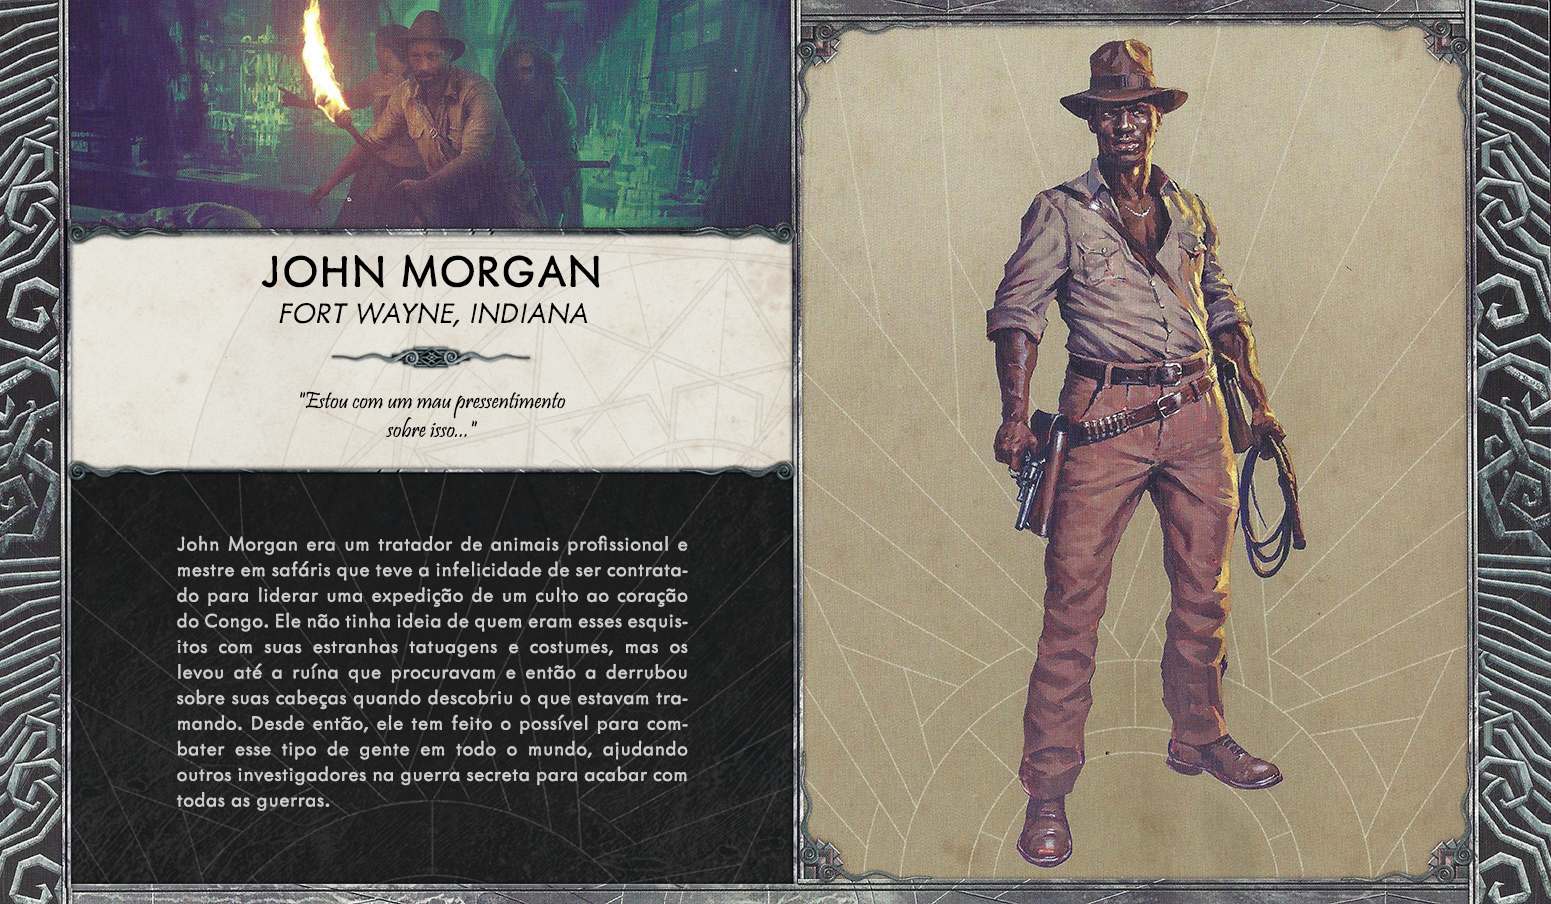 JOHN MORGAN
FORT WAYNE, INDIANA
"Estou com um mau pressentimento
sobre isso..."
John Morgan era um tratador de animais profissional e
mestre em safáris que teve a infelicidade de ser contrata-
do para liderar uma expedição de um culto ao coração
do Congo. Ele não tinha ideia de quem eram esses esquis-
itos com suas estranhas tatuagens e costumes, mas os
levou até a ruína que procuravam e então a derrubou
sobre suas cabeças quando descobriu o que estavam tra-
mando. Desde então, ele tem feito o possível para com-
bater esse tipo de gente em todo o mundo, ajudando
outros investigadores na guerra secreta para acabar com
todas as guerras.